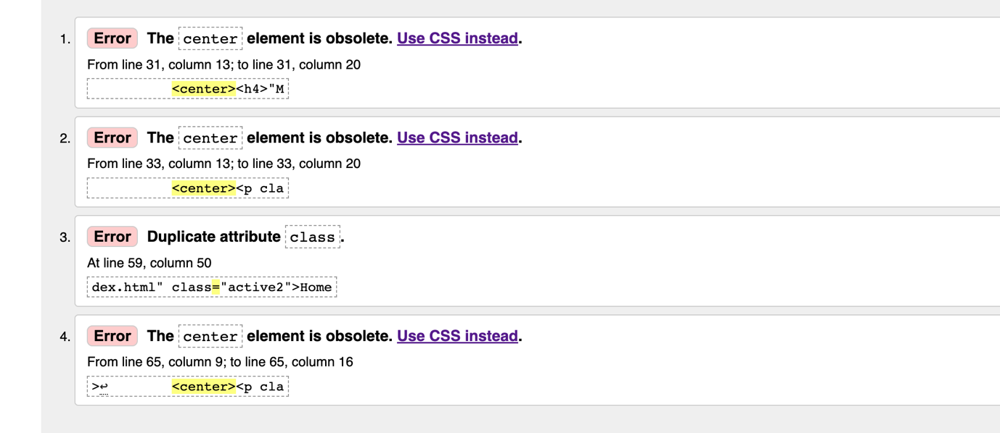 1. Error The center element is obsolete. Use CSS instead.
From line 31, column 13; to line 31, column 20
<center><h4>"M
2. Error The center element is obsolete. Use CSS instead.
From line 33, column 13; to line 33, column 20
<center><p cla
3. Error Duplicate attribute class.
At line 59, column 50
dex.html" class="active2">Home
4. Error The center element is obsolete. Use CSS instead.
From line 65, column 9; to line 65, column 16
>↩ <center><p cla